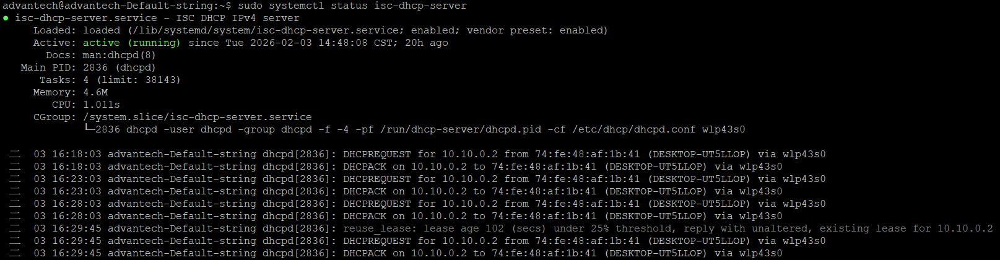 advantech@advantech-Default-string:~$ sudo systemctl status isc-dhcp-server
● isc-dhcp-server.service - ISC DHCP IPv4 server
Loaded: loaded (/lib/systemd/system/isc-dhcp-server.service; enabled; vendor preset: enabled)
Active: active (running) since Tue 2026-02-03 14:48:08 CST; 20h ago
Docs: man:dhcpd(8)
Main PID: 2836 (dhcpd)
Tasks: 4 (limit: 38143)
Memory: 4.6M
CPU: 1.011s
CGroup: /system.slice/isc-dhcp-server.service
└─2836 dhcpd -user dhcpd -group dhcpd -f -4 -pf /run/dhcp-server/dhcpd.pid -cf /etc/dhcp/dhcpd.conf wlp43s0
二 03 16:18:03 advantech-Default-string dhcpd[2836]: DHCPREQUEST for 10.10.0.2 from 74:fe:48:af:1b:41 (DESKTOP-UT5LLOP) via wlp43s0
二 03 16:18:03 advantech-Default-string dhcpd[2836]: DHCPACK on 10.10.0.2 to 74:fe:48:af:1b:41 (DESKTOP-UT5LLOP) via wlp43s0
二 03 16:23:03 advantech-Default-string dhcpd[2836]: DHCPREQUEST for 10.10.0.2 from 74:fe:48:af:1b:41 (DESKTOP-UT5LLOP) via wlp43s0
二 03 16:23:03 advantech-Default-string dhcpd[2836]: DHCPACK on 10.10.0.2 to 74:fe:48:af:1b:41 (DESKTOP-UT5LLOP) via wlp43s0
二 03 16:28:03 advantech-Default-string dhcpd[2836]: DHCPREQUEST for 10.10.0.2 from 74:fe:48:af:1b:41 (DESKTOP-UT5LLOP) via wlp43s0
二 03 16:28:03 advantech-Default-string dhcpd[2836]: DHCPACK on 10.10.0.2 to 74:fe:48:af:1b:41 (DESKTOP-UT5LLOP) via wlp43s0
二 03 16:29:45 advantech-Default-string dhcpd[2836]: reuse_lease: lease age 102 (secs) under 25% threshold, reply with unaltered, existing lease for 10.10.0.2
二 03 16:29:45 advantech-Default-string dhcpd[2836]: DHCPREQUEST for 10.10.0.2 from 74:fe:48:af:1b:41 (DESKTOP-UT5LLOP) via wlp43s0
二 03 16:29:45 advantech-Default-string dhcpd[2836]: DHCPACK on 10.10.0.2 to 74:fe:48:af:1b:41 (DESKTOP-UT5LLOP) via wlp43s0